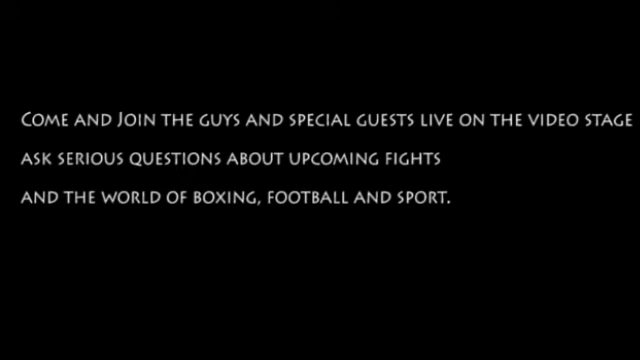 Come and Join the guys and special guests live on the video stage
ask serious questions about upcoming fights
and the world of boxing, football and sport.